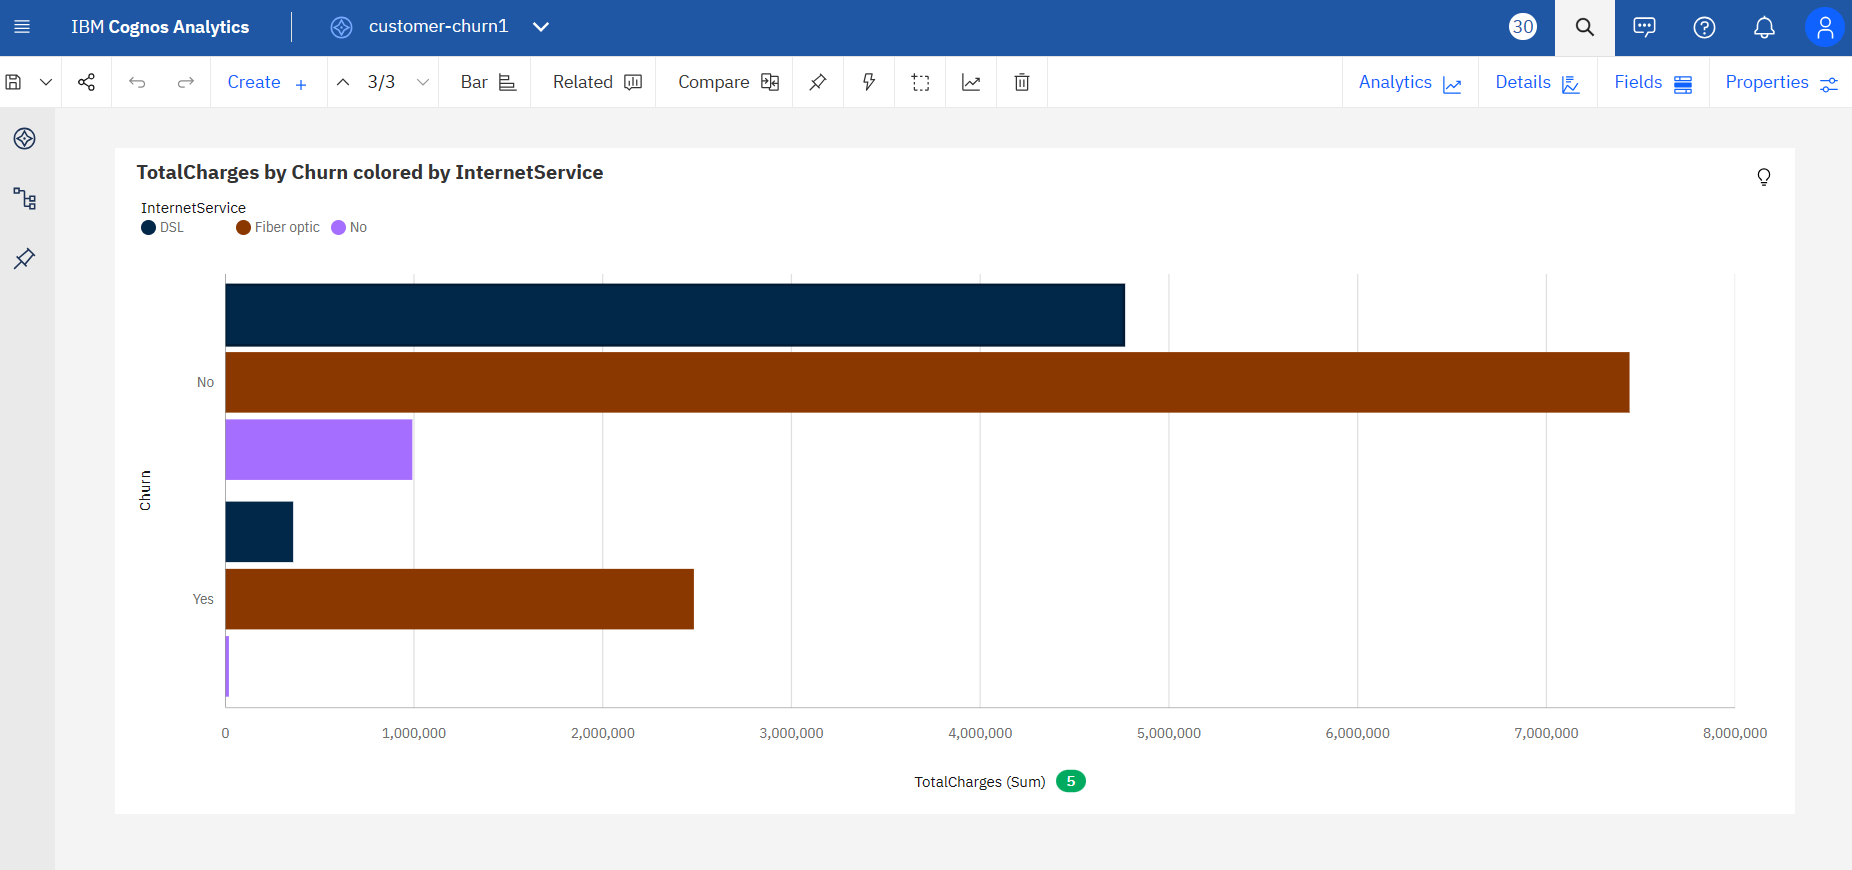 IBM Cognos Analytics customer-churn1 30
Create 3/3 Bar Related Compare Analytics Details Fields Properties
TotalCharges by Churn colored by InternetService
InternetService
DSL Fiber optic No
No
Churn
Yes
0 1,000,000 2,000,000 3,000,000 4,000,000 5,000,000 6,000,000 7,000,000 8,000,000
TotalCharges (Sum) 5